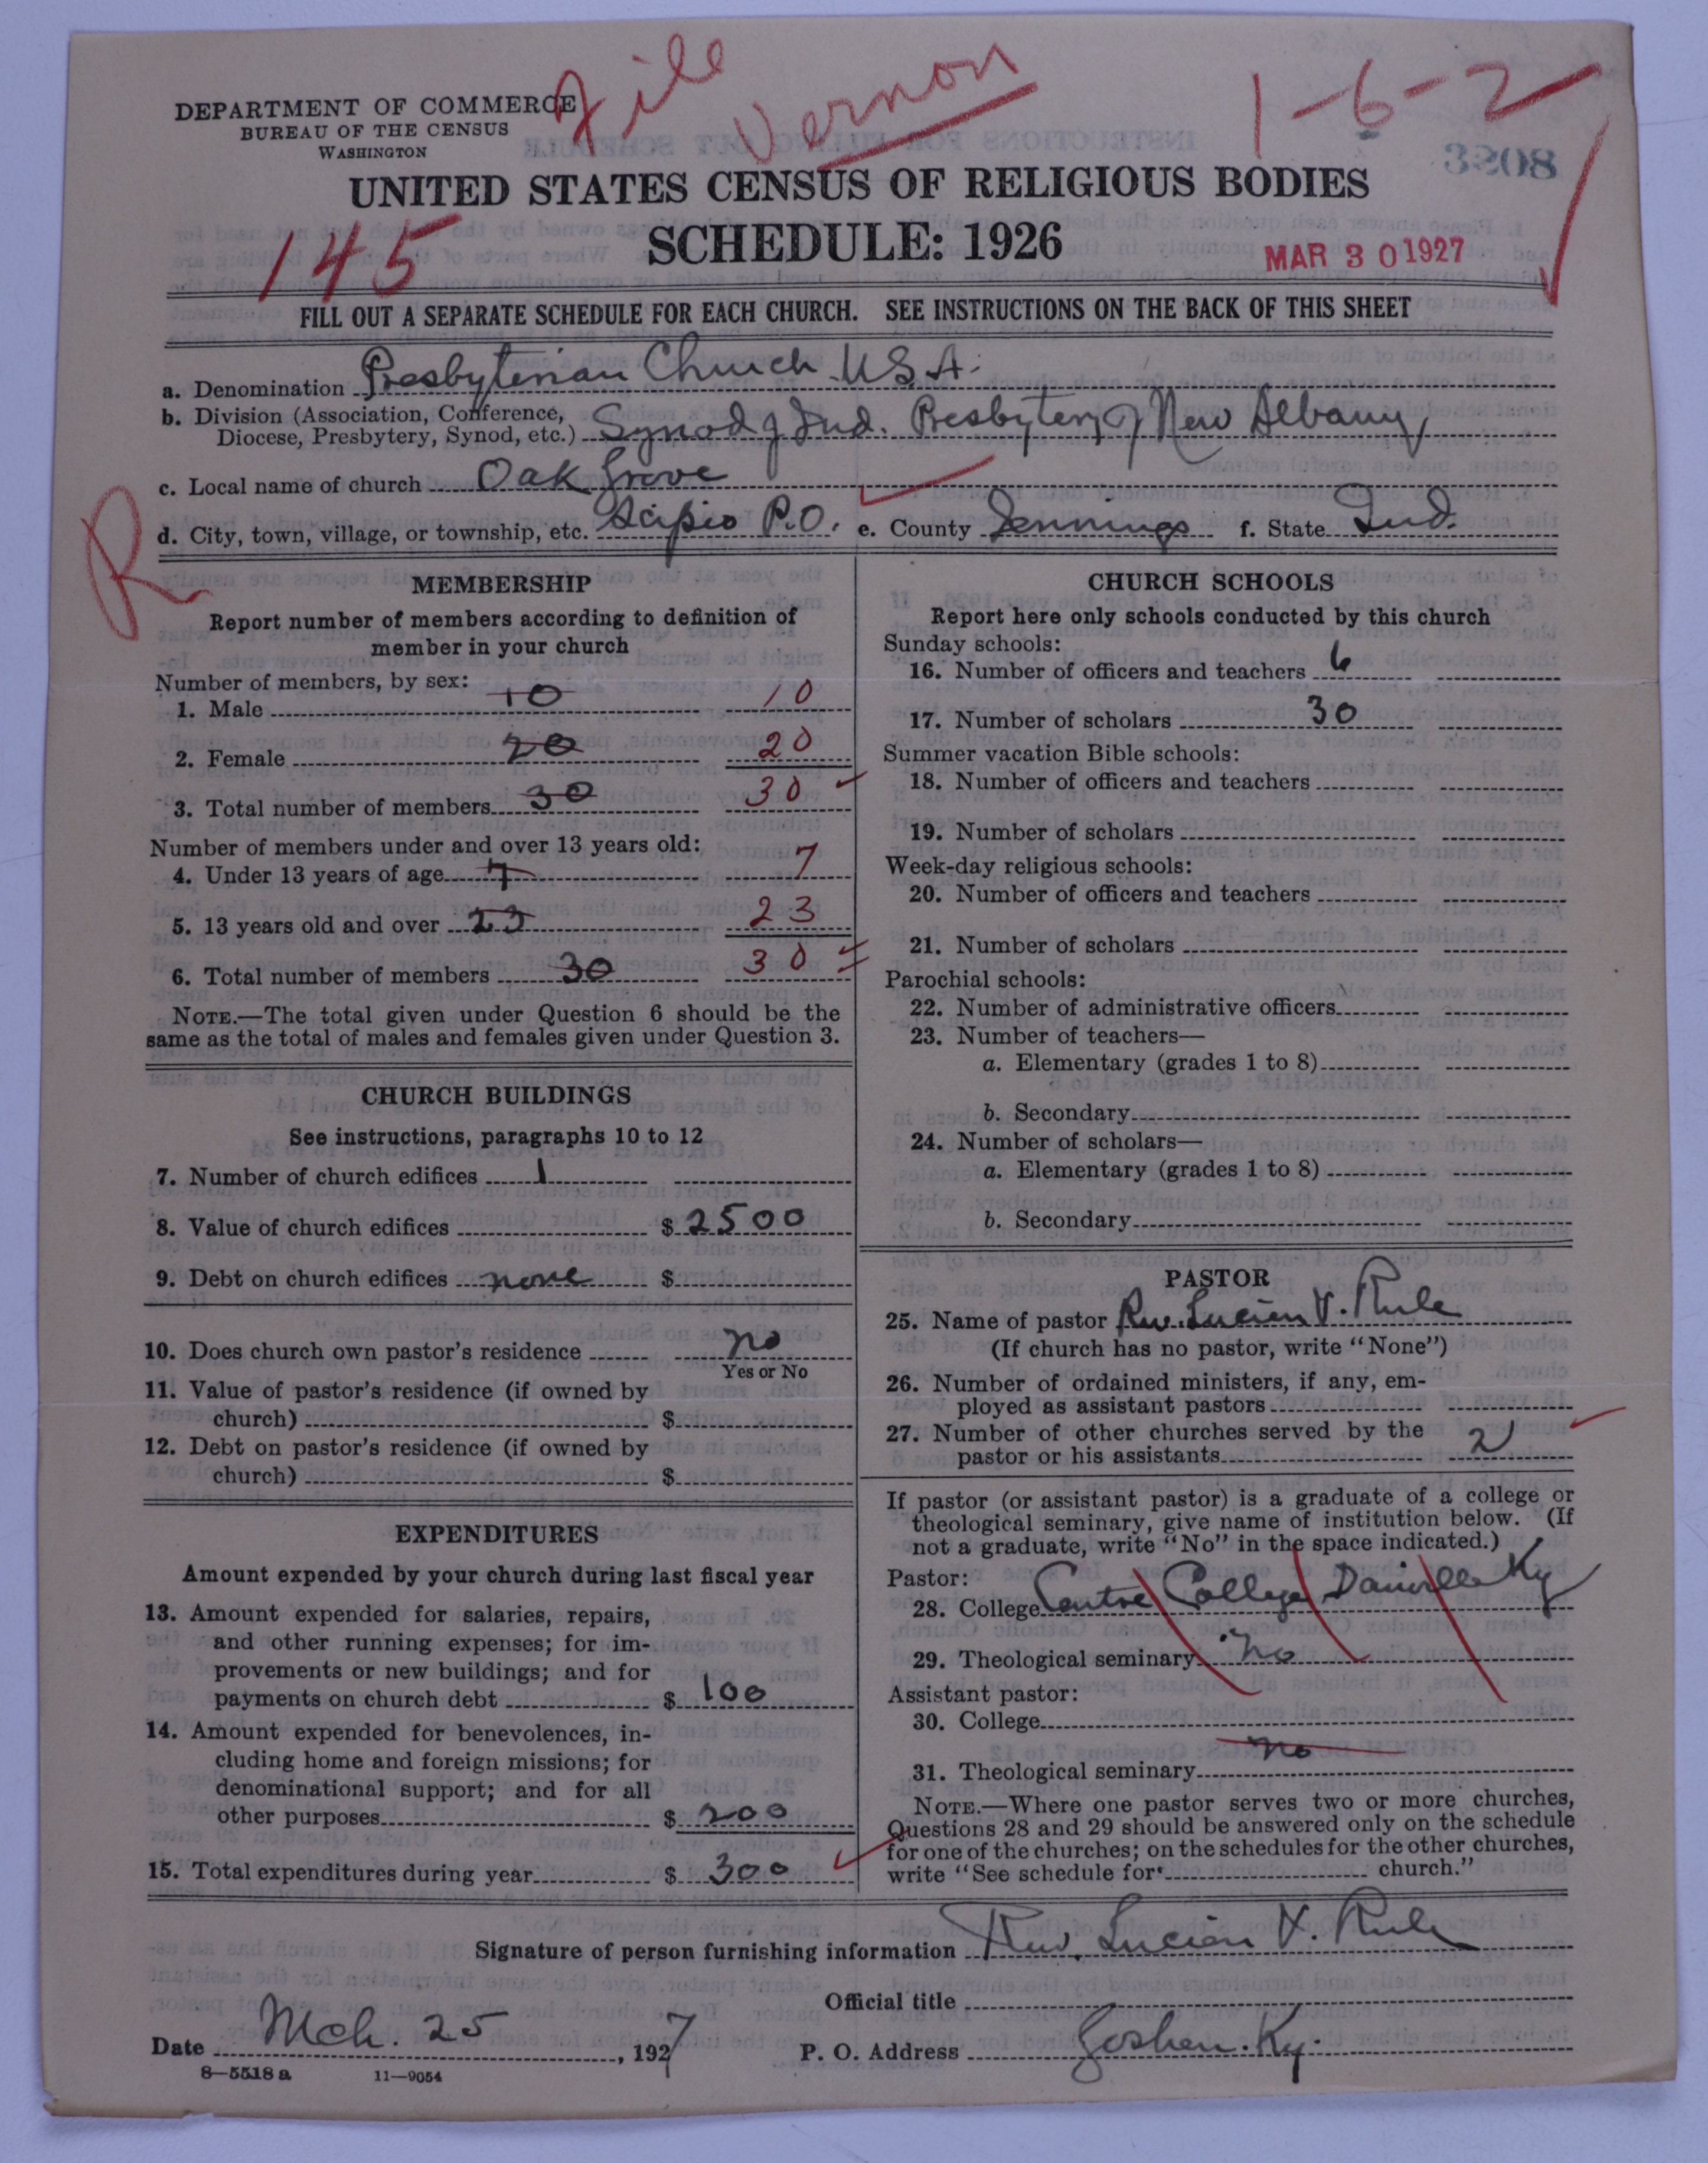 File Vernon 1-6-2
DEPARTMENT OF COMMERCE
BUREAU OF THE CENSUS
WASHINGTON
3808
UNITED STATES CENSUS OF RELIGIOUS BODIES
145 SCHEDULE: 1926
MAR 30 1927
FILL OUT A SEPARATE SCHEDULE FOR EACH CHURCH. SEE INSTRUCTIONS ON THE BACK OF THIS SHEET
a. Denomination Presbyterian Church U.S.A.
b. Division (Association, Conference,
Diocese, Presbytery, Synod, etc.) Synod of Ind. Presbytery of New Albany
c. Local name of church Oak Grove
d. City, town, village, or township, etc. Scipio P.O. e. County Jennings f. State Ind.
R
MEMBERSHIP
Report number of members according to definition of
member in your church
Number of members, by sex:
1. Male 10 10
2. Female 20 20
3. Total number of members 30 30
Number of members under and over 13 years old:
4. Under 13 years of age 7 7
5. 13 years old and over 23 23
6. Total number of members 30 30
NOTE.—The total given under Question 6 should be the
same as the total of males and females given under Question 3.
CHURCH BUILDINGS
See instructions, paragraphs 10 to 12
7. Number of church edifices 1
8. Value of church edifices $ 2500
9. Debt on church edifices none $
10. Does church own pastor's residence no
Yes or No
11. Value of pastor's residence (if owned by
church) $
12. Debt on pastor's residence (if owned by
church) $
EXPENDITURES
Amount expended by your church during last fiscal year
13. Amount expended for salaries, repairs,
and other running expenses; for im-
provements or new buildings; and for
payments on church debt $ 100
14. Amount expended for benevolences, in-
cluding home and foreign missions; for
denominational support; and for all
other purposes $ 200
15. Total expenditures during year $ 300
CHURCH SCHOOLS
Report here only schools conducted by this church
Sunday schools:
16. Number of officers and teachers 6
17. Number of scholars 30
Summer vacation Bible schools:
18. Number of officers and teachers
19. Number of scholars
Week-day religious schools:
20. Number of officers and teachers
21. Number of scholars
Parochial schools:
22. Number of administrative officers
23. Number of teachers—
a. Elementary (grades 1 to 8)
b. Secondary
24. Number of scholars—
a. Elementary (grades 1 to 8)
b. Secondary
PASTOR
25. Name of pastor Rev. Lucien V. Rule
(If church has no pastor, write "None")
26. Number of ordained ministers, if any, em-
ployed as assistant pastors
27. Number of other churches served by the
pastor or his assistants 2
If pastor (or assistant pastor) is a graduate of a college or
theological seminary, give name of institution below. (If
not a graduate, write "No" in the space indicated.)
Pastor:
28. College Centre College Danville Ky
29. Theological seminary no
Assistant pastor:
30. College
no
31. Theological seminary
NOTE.—Where one pastor serves two or more churches,
Questions 28 and 29 should be answered only on the schedule
for one of the churches; on the schedules for the other churches,
write "See schedule for church."
Signature of person furnishing information Rev. Lucien V. Rule
Official title
Date Mch. 25, 1927 P. O. Address Goshen. Ky.
8—5518 a 11—9054